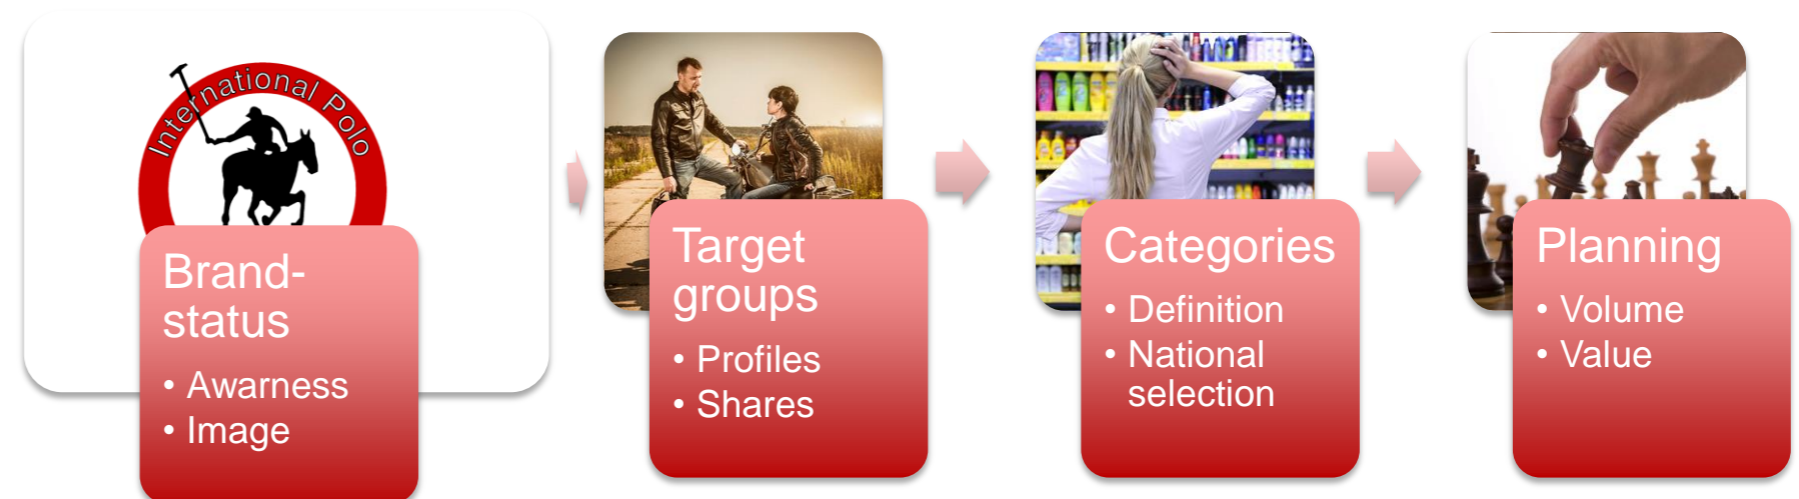 International Polo
Brand-
status
• Awarness
• Image
Target
groups
• Profiles
• Shares
Categories
• Definition
• National
selection
Planning
• Volume
• Value